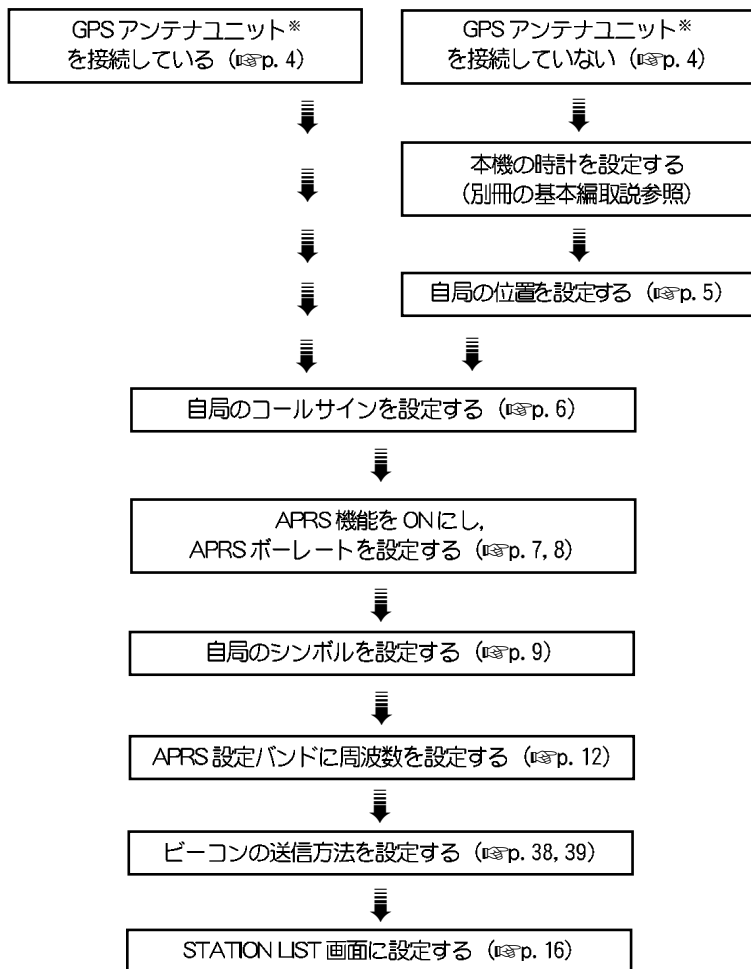 GPS アンテナユニット※
を接続している (☞p. 4)
GPS アンテナユニット※
を接続していない (☞p. 4)
本機の時計を設定する
(別冊の基本編取説参照)
自局の位置を設定する (☞p. 5)
自局のコールサインを設定する (☞p. 6)
APRS 機能を ON にし,
APRS ボーレートを設定する (☞p. 7, 8)
自局のシンボルを設定する (☞p. 9)
APRS 設定バンドに周波数を設定する (☞p. 12)
ビーコンの送信方法を設定する (☞p. 38, 39)
STATION LIST 画面に設定する (☞p. 16)